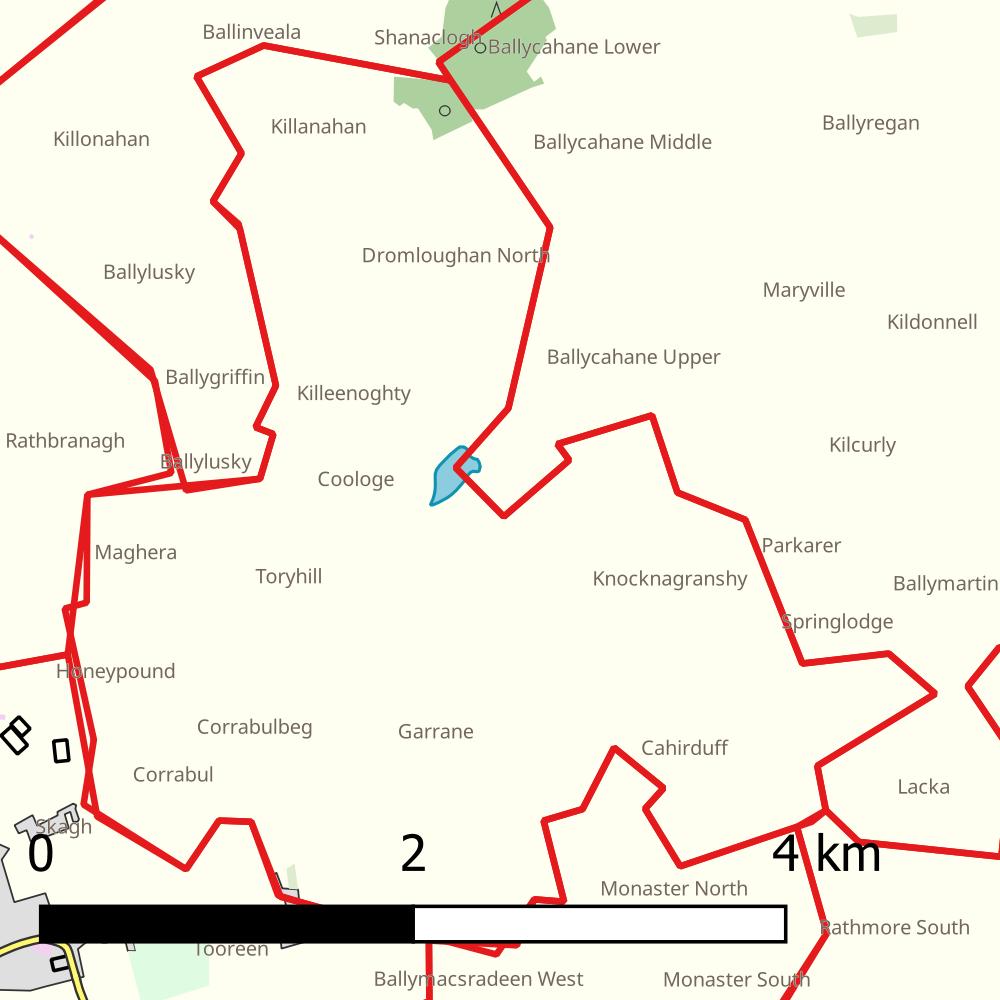 Ballinveala
Shanaclogh
Ballycahane Lower
Killonahan
Killanahan
Ballycahane Middle
Ballyregan
Dromloughan North
Ballylusky
Maryville
Kildonnell
Ballycahane Upper
Ballygriffin
Killeenoghty
Rathbranagh
Kilcurly
Ballylusky
Coologe
Maghera
Parkarer
Toryhill
Knocknagranshy
Ballymartin
Springlodge
Honeypound
Corrabulbeg
Garrane
Cahirduff
Corrabul
Lacka
Skagh
0 2 4 km
Monaster North
Rathmore South
Tooreen
Ballymacsradeen West
Monaster South